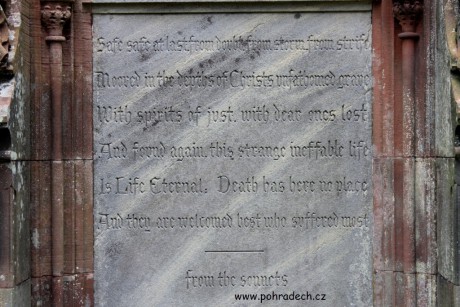 Safe safe at last from doubt, from storm, from strife
Moored in the depths of Christs unfathomed grave
With spirits of just, with dear ones lost
And found again, this strange ineffable life
Is Life Eternal; Death has here no place
And they are welcomed best who suffered most
from the sonnets
www.pohradech.cz